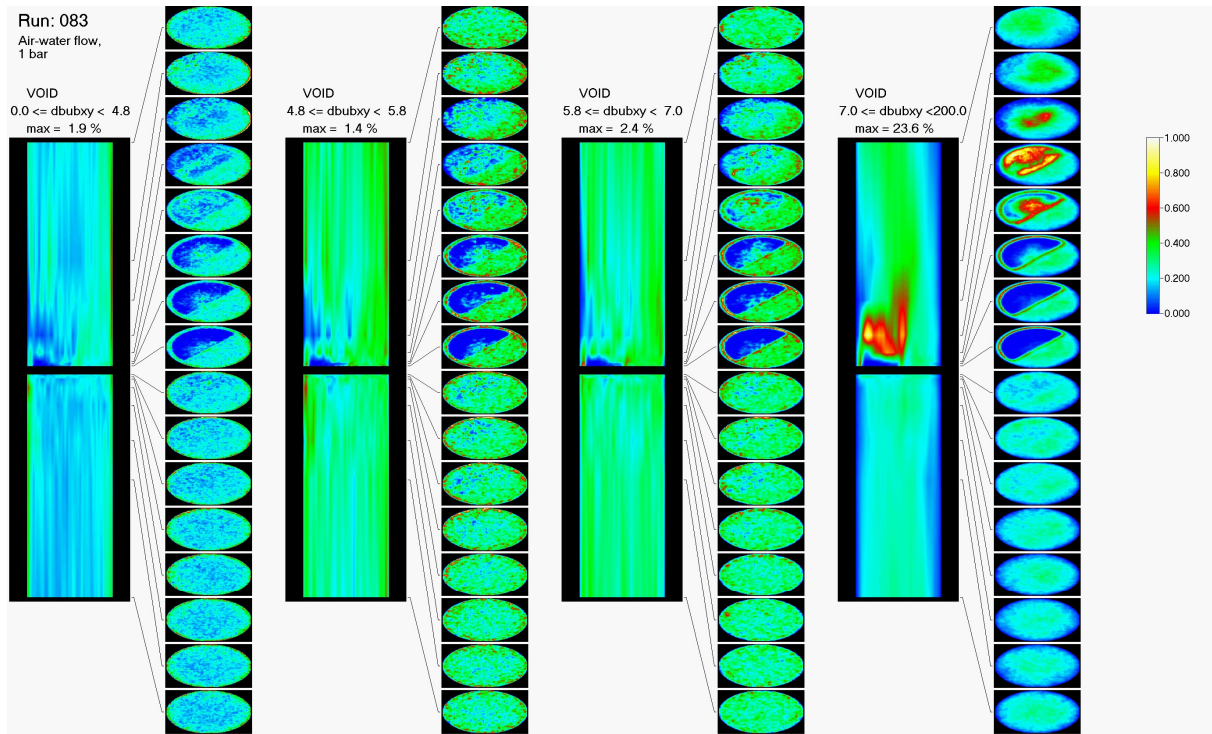 Run: 083
Air-water flow,
1 bar
VOID
0.0 <= dbubxy < 4.8
max = 1.9 %
VOID
4.8 <= dbubxy < 5.8
max = 1.4 %
VOID
5.8 <= dbubxy < 7.0
max = 2.4 %
VOID
7.0 <= dbubxy <200.0
max = 23.6 %
1.000
0.800
0.600
0.400
0.200
0.000